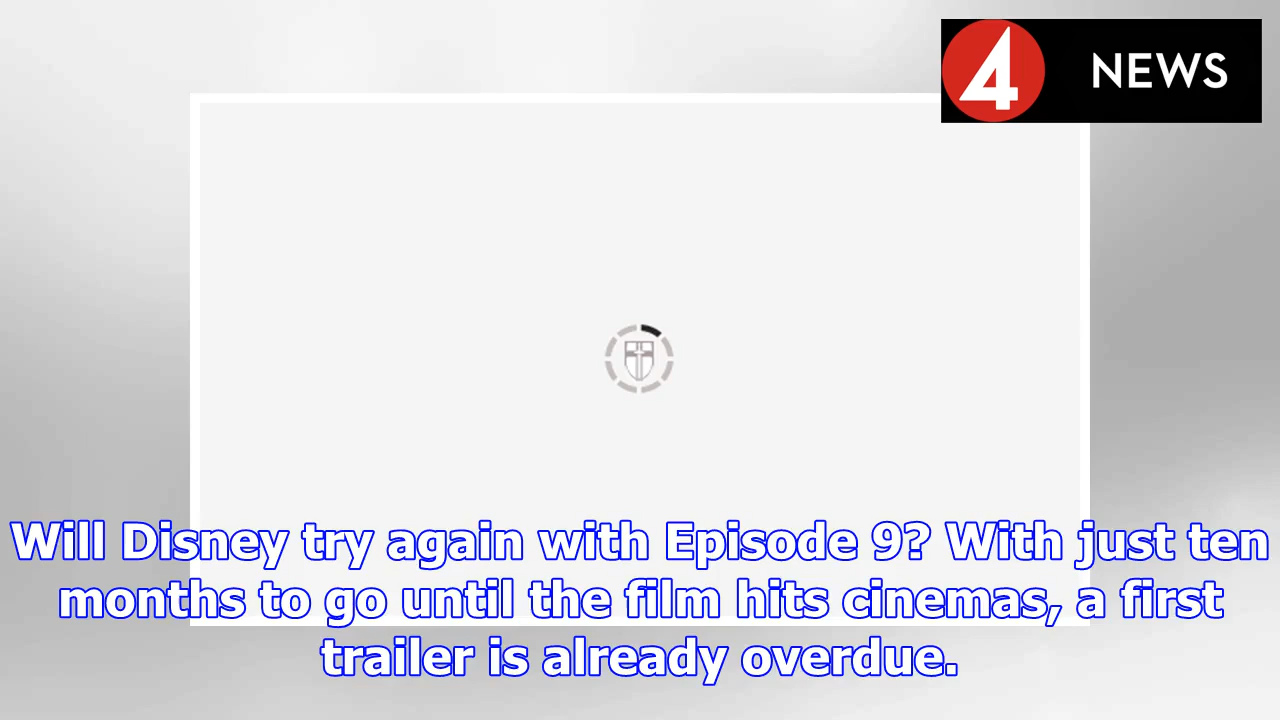 4 NEWS
Will Disney try again with Episode 9? With just ten
months to go until the film hits cinemas, a first
trailer is already overdue.